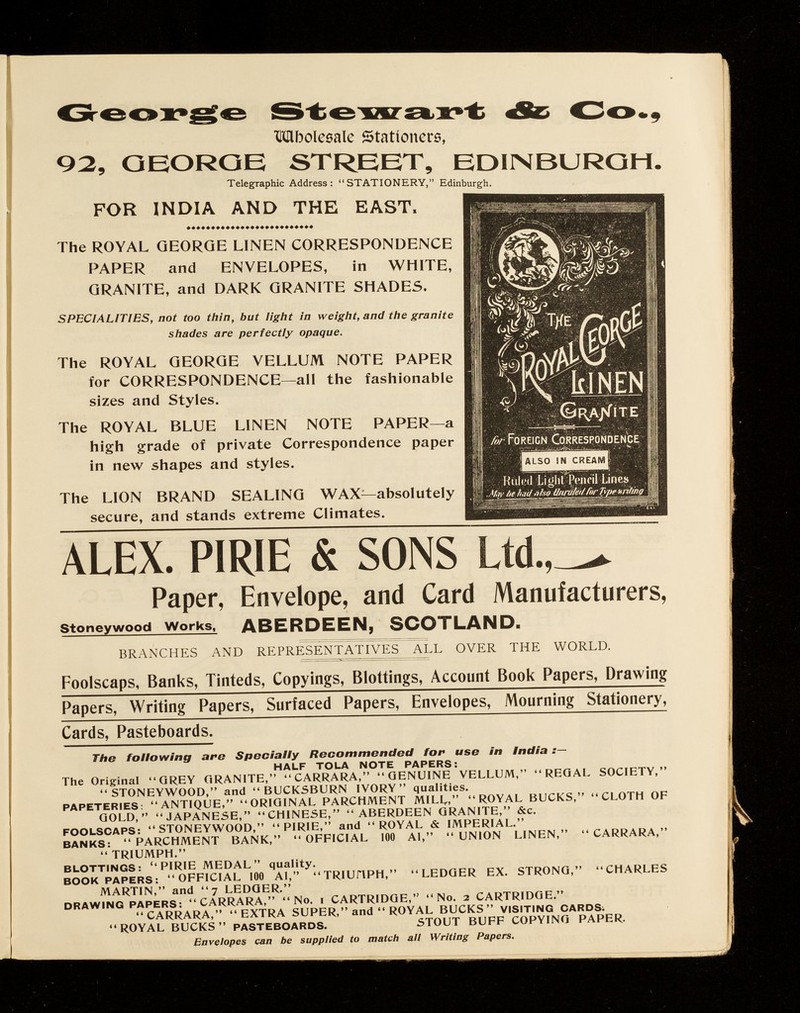 George Stewart & Co.,
Wholesale Stationers,
92, GEORGE STREET, EDINBURGH.
Telegraphic Address: "STATIONERY," Edinburgh.
FOR INDIA AND THE EAST.
The ROYAL GEORGE LINEN CORRESPONDENCE
PAPER and ENVELOPES, in WHITE,
GRANITE, and DARK GRANITE SHADES.
SPECIALITIES, not too thin, but light in weight, and the granite
shades are perfectly opaque.
The ROYAL GEORGE VELLUM NOTE PAPER
for CORRESPONDENCE—all the fashionable
sizes and Styles.
The ROYAL BLUE LINEN NOTE PAPER—a
high grade of private Correspondence paper
in new shapes and styles.
The LION BRAND SEALING WAX—absolutely
secure, and stands extreme Climates.
THE
ROYAL GEORGE
LINEN
GRANITE
for FOREIGN CORRESPONDENCE
ALSO IN CREAM
Ruled Light Pencil Lines
May be had also Unruled for Type writing
ALEX. PIRIE & SONS Ltd.,
Paper, Envelope, and Card Manufacturers,
Stoneywood Works, ABERDEEN, SCOTLAND.
BRANCHES AND REPRESENTATIVES ALL OVER THE WORLD.
Foolscaps, Banks, Tinteds, Copyings, Blottings, Account Book Papers, Drawing
Papers, Writing Papers, Surfaced Papers, Envelopes, Mourning Stationery,
Cards, Pasteboards.
The following are Specially Recommended for use in India:—
HALF TOLA NOTE PAPERS:
The Original "GREY GRANITE," "CARRARA," "GENUINE VELLUM," "REGAL SOCIETY,"
"STONEYWOOD," and "BUCKSBURN IVORY" qualities.
PAPETERIES: "ANTIQUE," "ORIGINAL PARCHMENT MILL," "ROYAL BUCKS," "CLOTH OF
GOLD," "JAPANESE," "CHINESE," "ABERDEEN GRANITE," &c.
FOOLSCAPS: "STONEYWOOD," "PIRIE," and "ROYAL & IMPERIAL."
BANKS: "PARCHMENT BANK," "OFFICIAL 100 A1," "UNION LINEN," "CARRARA,"
"TRIUMPH."
BLOTTINGS: "PIRIE MEDAL" quality.
BOOK PAPERS: "OFFICIAL 100 A1," "TRIUMPH," "LEDGER EX. STRONG," "CHARLES
MARTIN," and "7 LEDGER."
DRAWING PAPERS: "CARRARA," "No. 1 CARTRIDGE," "No. 2 CARTRIDGE."
"CARRARA," "EXTRA SUPER," and "ROYAL BUCKS" VISITING CARDS.
"ROYAL BUCKS" PASTEBOARDS. STOUT BUFF COPYING PAPER.
Envelopes can be supplied to match all Writing Papers.